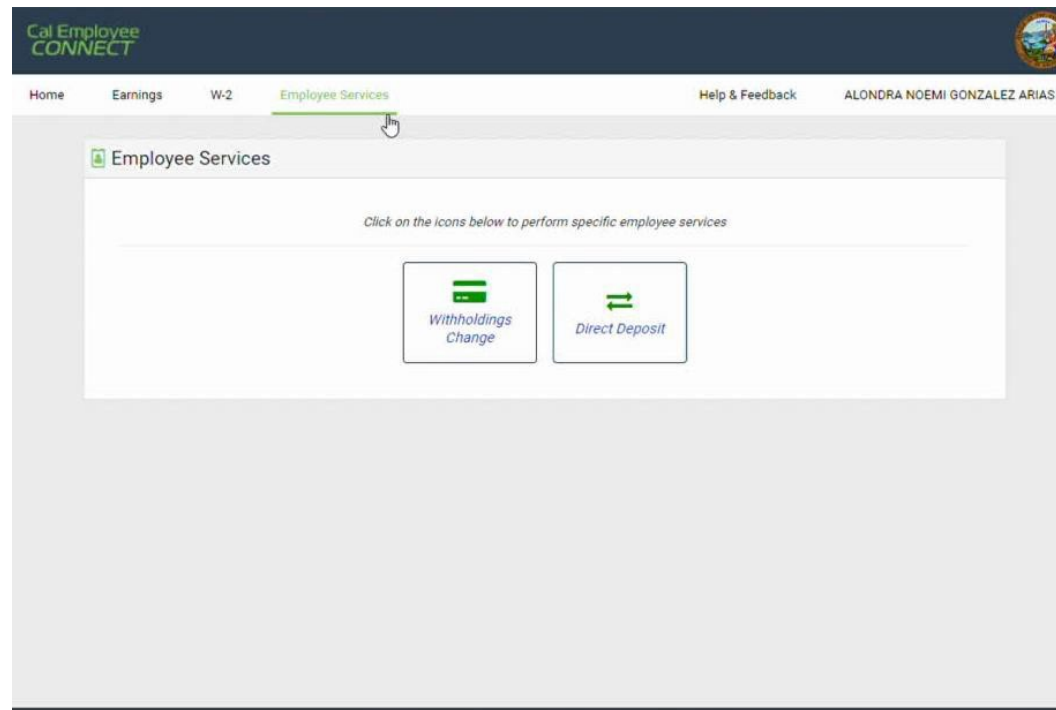 Cal Employee
CONNECT
Home Earnings W-2 Employee Services Help & Feedback ALONDRA NOEMI GONZALEZ ARIAS
Employee Services
Click on the icons below to perform specific employee services
Withholdings
Change
Direct Deposit